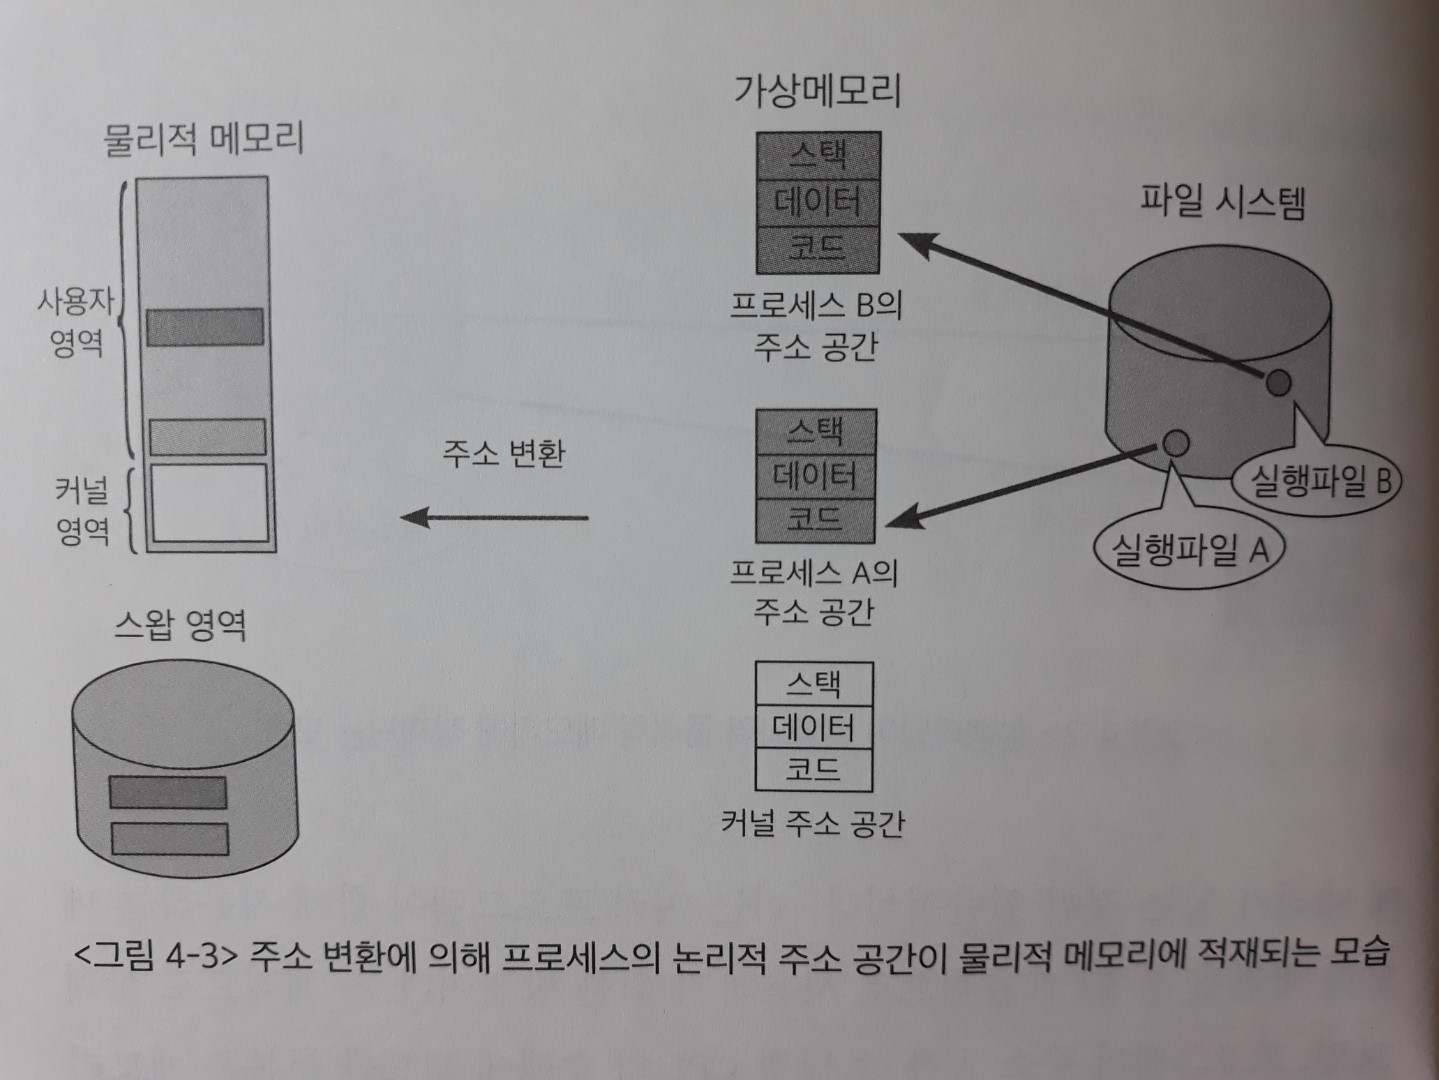 가상메모리
물리적 메모리
스택
데이터
코드
파일 시스템
사용자
영역
프로세스 B의
주소 공간
스택
데이터
코드
주소 변환
실행파일 B
커널
영역
실행파일 A
프로세스 A의
주소 공간
스왑 영역
스택
데이터
코드
커널 주소 공간
<그림 4-3> 주소 변환에 의해 프로세스의 논리적 주소 공간이 물리적 메모리에 적재되는 모습